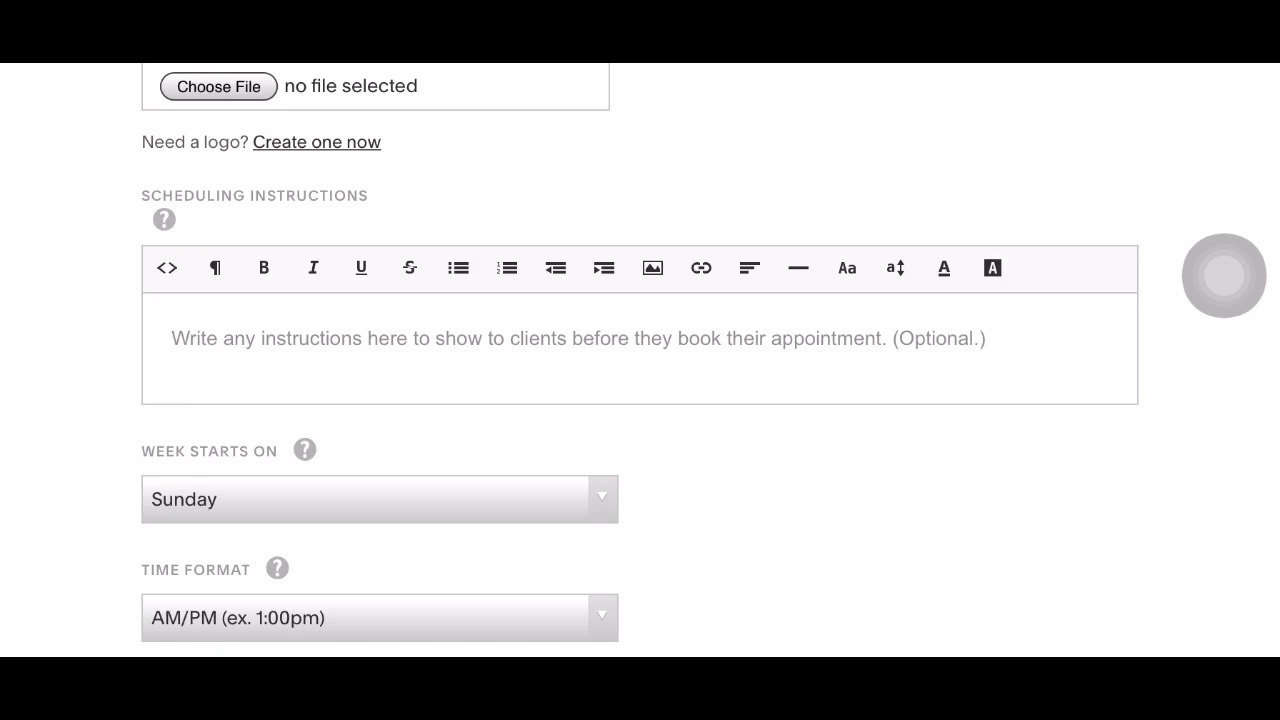 Choose File no file selected
Need a logo? Create one now
SCHEDULING INSTRUCTIONS
?
<> ¶ B I U S Aa a A A
Write any instructions here to show to clients before they book their appointment. (Optional.)
WEEK STARTS ON ?
Sunday
TIME FORMAT ?
AM/PM (ex. 1:00pm)